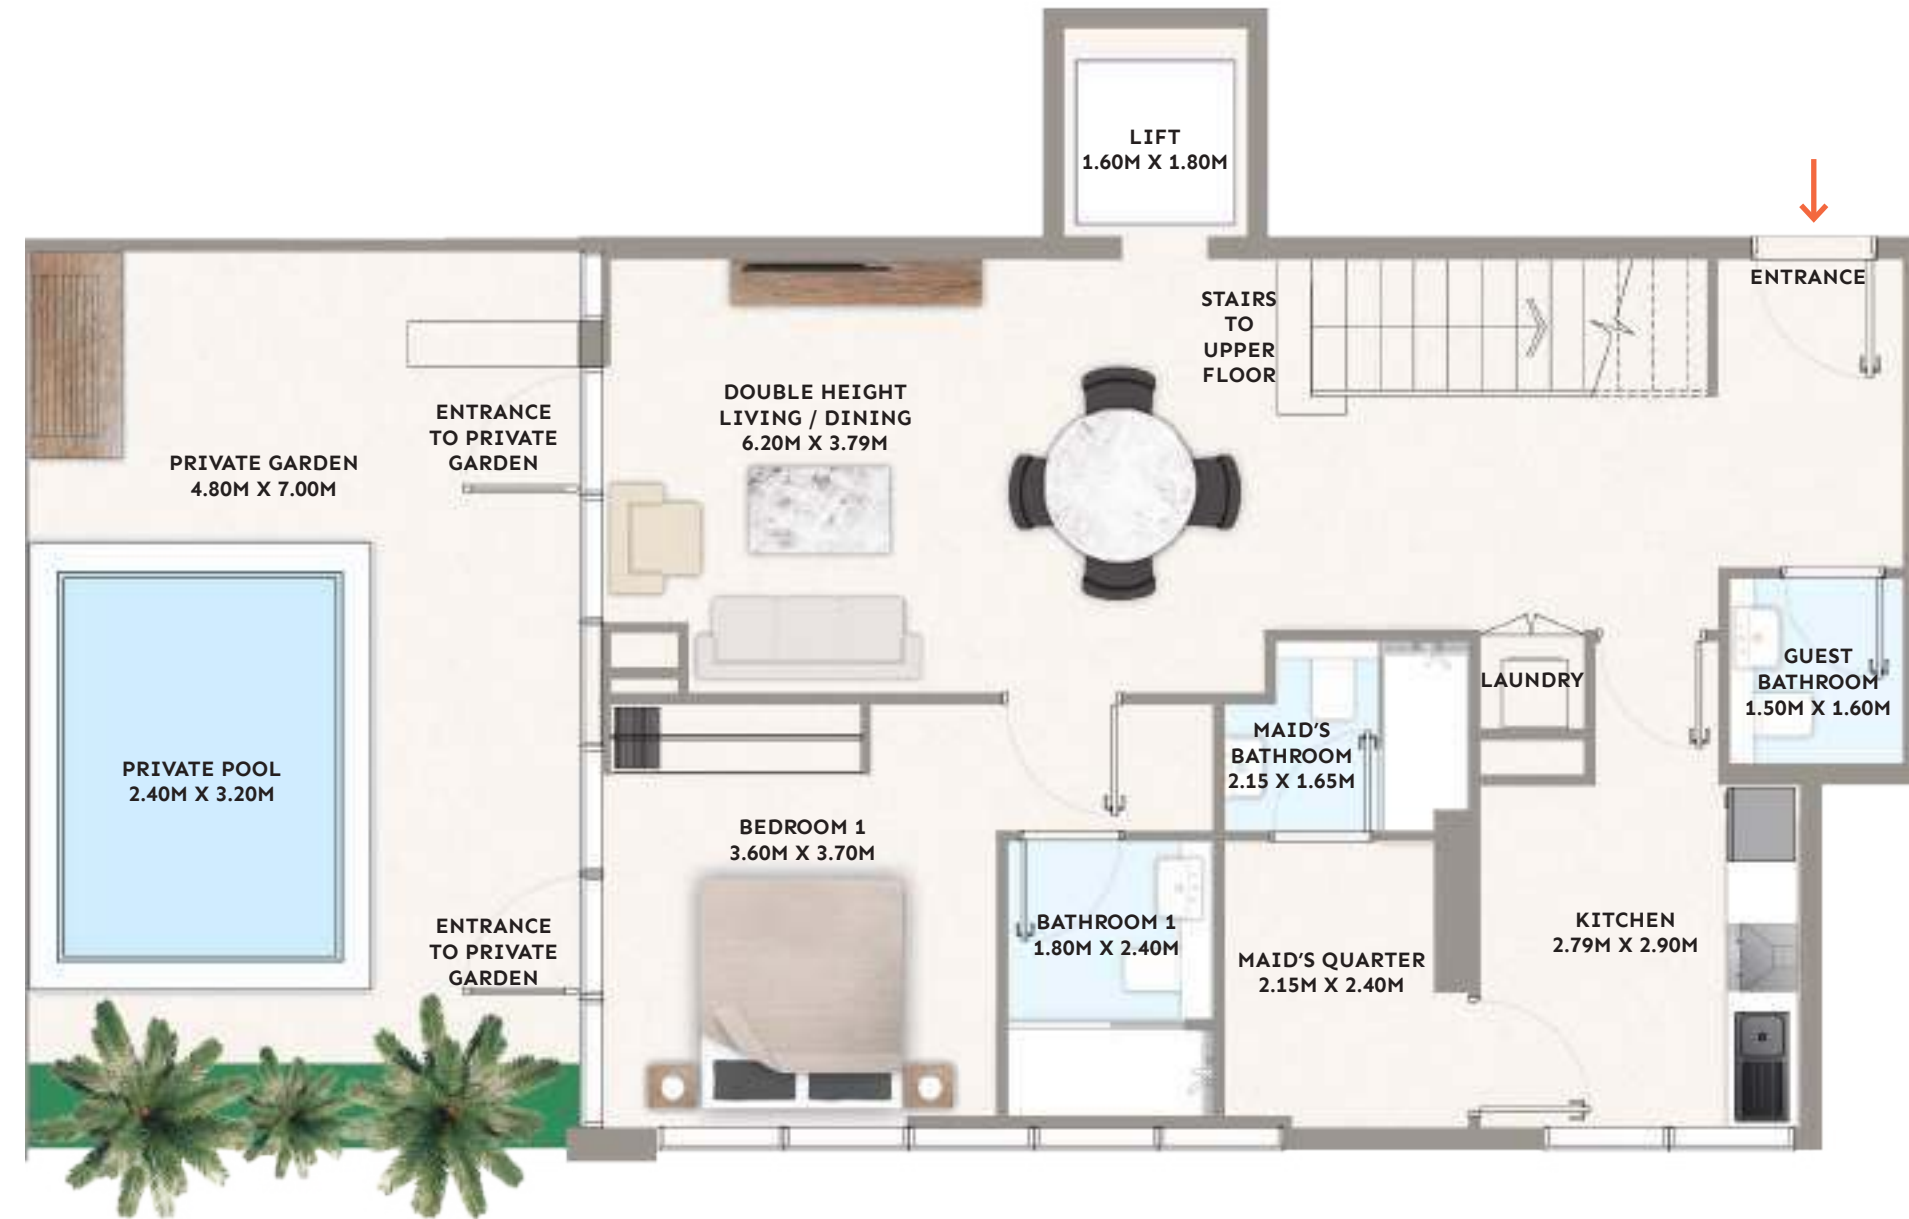 LIFT
1.60M X 1.80M
ENTRANCE
STAIRS
TO
UPPER
FLOOR
DOUBLE HEIGHT
LIVING / DINING
6.20M X 3.79M
ENTRANCE
TO PRIVATE
GARDEN
PRIVATE GARDEN
4.80M X 7.00M
GUEST
BATHROOM
1.50M X 1.60M
LAUNDRY
MAID'S
BATHROOM
2.15 X 1.65M
PRIVATE POOL
2.40M X 3.20M
BEDROOM 1
3.60M X 3.70M
ENTRANCE
TO PRIVATE
GARDEN
BATHROOM 1
1.80M X 2.40M
MAID'S QUARTER
2.15M X 2.40M
KITCHEN
2.79M X 2.90M